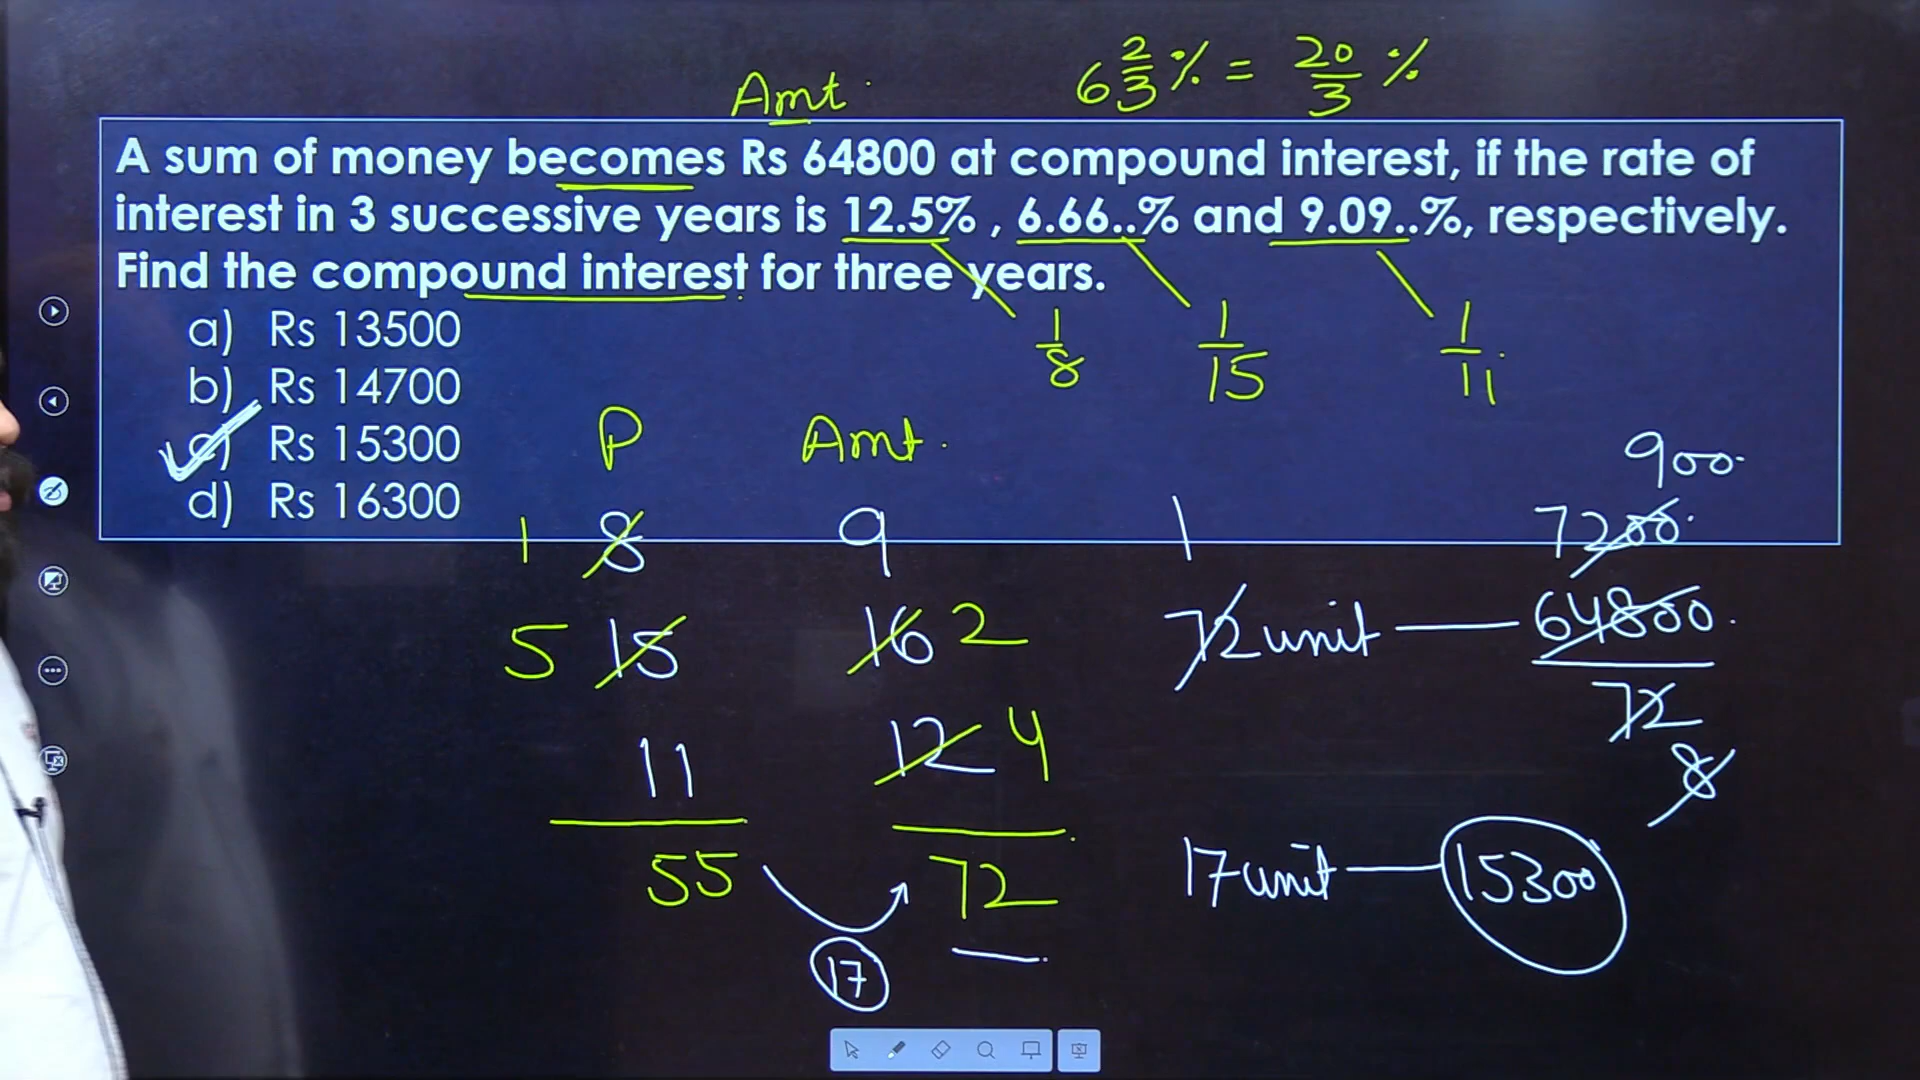 Amt.
6 2/3 % = 20/3 %
A sum of money becomes Rs 64800 at compound interest, if the rate of
interest in 3 successive years is 12.5% , 6.66..% and 9.09..%, respectively.
Find the compound interest for three years.
1/8 1/15 1/11
a) Rs 13500
b) Rs 14700
c) Rs 15300
d) Rs 16300
P Amt.
900
1 8 9 1 7200
5 15 16 2 72 unit — 64800
72
11 12 4
8
55 72
17 unit — 15300
17